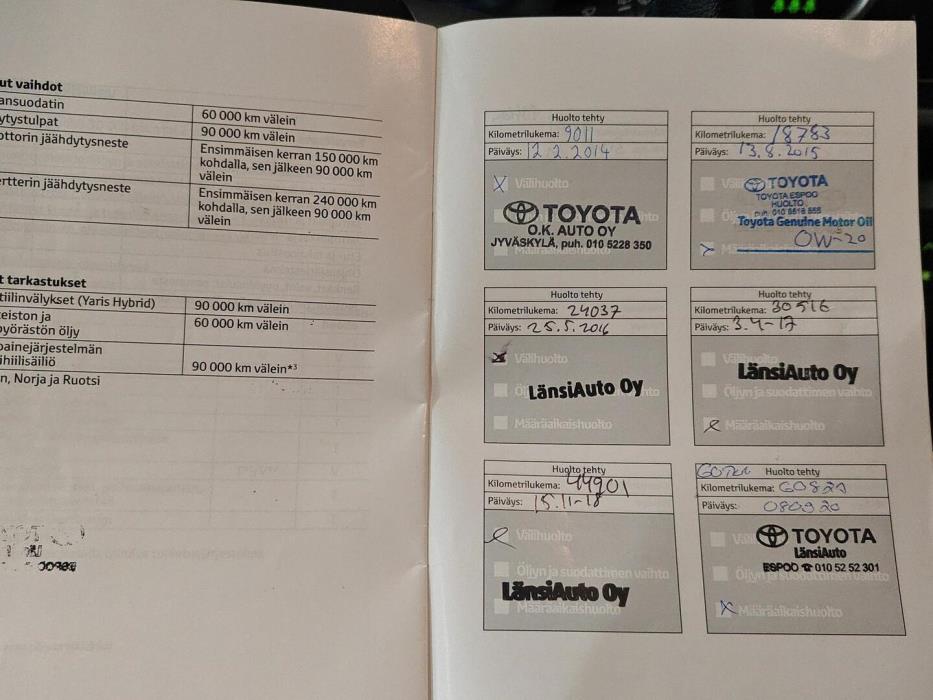 ut vaihdot
ansuodatin
60 000 km välein
ytystulpat
90 000 km välein
ottorin jäähdytysneste
Ensimmäisen kerran 150 000 km
kohdalla, sen jälkeen 90 000 km
välein
rtterin jäähdytysneste
Ensimmäisen kerran 240 000 km
kohdalla, sen jälkeen 90 000 km
välein
t tarkastukset
tiilinvälykset (Yaris Hybrid)
90 000 km välein
teiston ja
pyörästön öljy
60 000 km välein
painejärjestelmän
ihiilisäiliö
90 000 km välein*3
n, Norja ja Ruotsi
Huolto tehty
Kilometrilukema: 9011
Päiväys: 12.2.2014
X Välihuolto
TOYOTA
O.K. AUTO OY
JYVÄSKYLÄ, puh. 010 5228 350
Huolto tehty
Kilometrilukema: 18783
Päiväys: 13.8.2015
TOYOTA
TOYOTA ESPOO
HUOLTO
Toyota Genuine Motor Oil
OW-20
Huolto tehty
Kilometrilukema: 24037
Päiväys: 25.5.2016
Välihuolto
LänsiAuto Oy
Määräaikaishuolto
Huolto tehty
Kilometrilukema: 30516
Päiväys: 3.4-17
Välihuolto
LänsiAuto Oy
Öljyn ja suodattimen vaihto
Määräaikaishuolto
Huolto tehty
Kilometrilukema: 44901
Päiväys: 15.11-18
Välihuolto
Öljyn ja suodattimen vaihto
LänsiAuto Oy
Määräaikaishuolto
Huolto tehty
Kilometrilukema: 60821
Päiväys: 080920
TOYOTA
LänsiAuto
ESPOO ☎ 010 52 52 301
Öljyn ja suodattimen vaihto
X Määräaikaishuolto